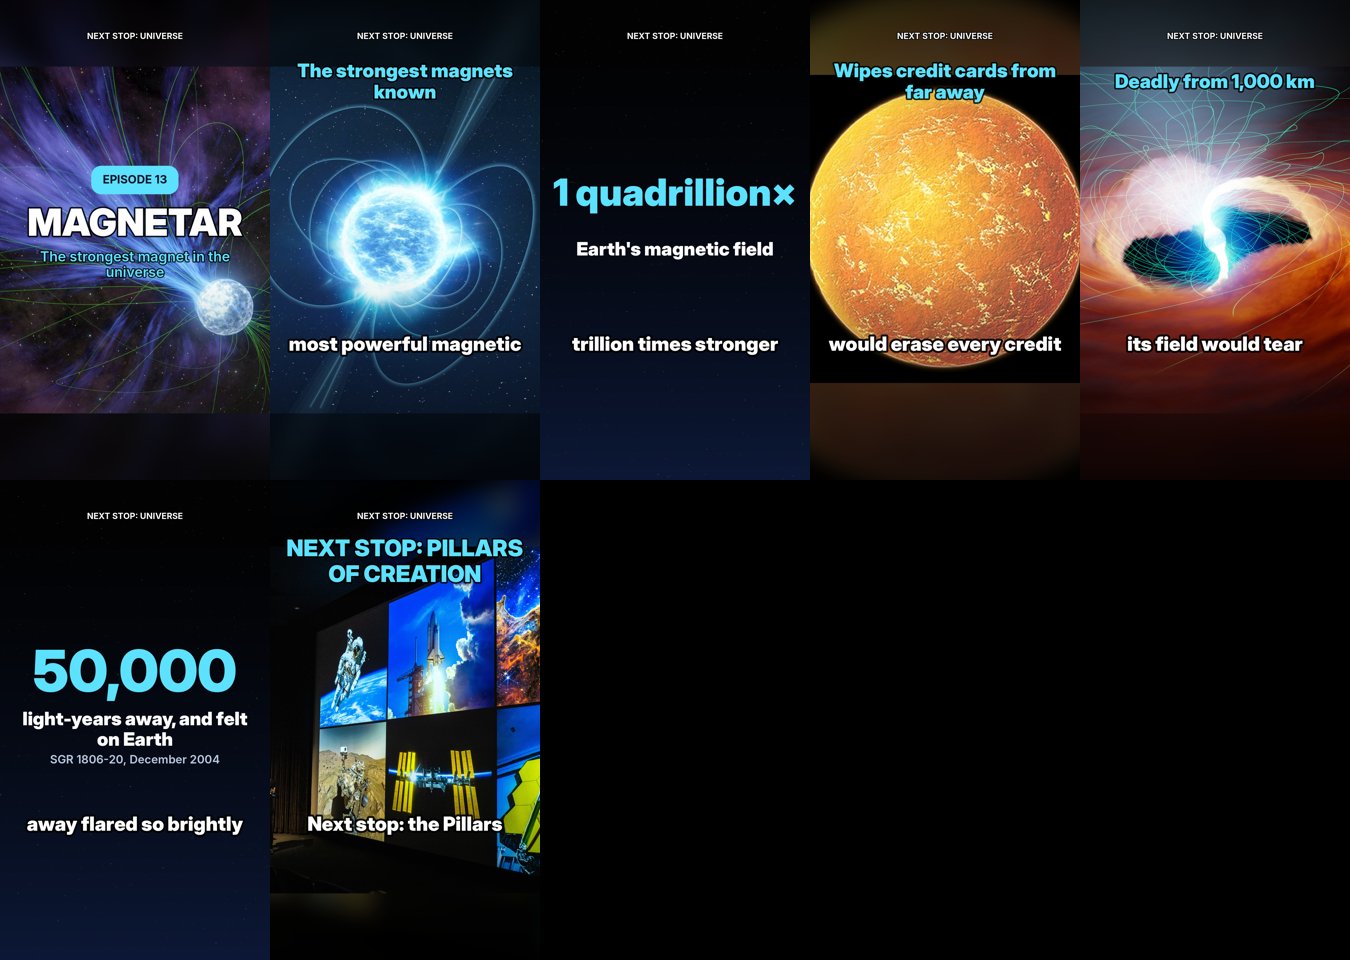 NEXT STOP: UNIVERSE
EPISODE 13
MAGNETAR
The strongest magnet in the
universe
NEXT STOP: UNIVERSE
The strongest magnets
known
most powerful magnetic
NEXT STOP: UNIVERSE
1 quadrillion×
Earth's magnetic field
trillion times stronger
NEXT STOP: UNIVERSE
Wipes credit cards from
far away
would erase every credit
NEXT STOP: UNIVERSE
Deadly from 1,000 km
its field would tear
NEXT STOP: UNIVERSE
50,000
light-years away, and felt
on Earth
SGR 1806-20, December 2004
away flared so brightly
NEXT STOP: UNIVERSE
NEXT STOP: PILLARS
OF CREATION
Next stop: the Pillars